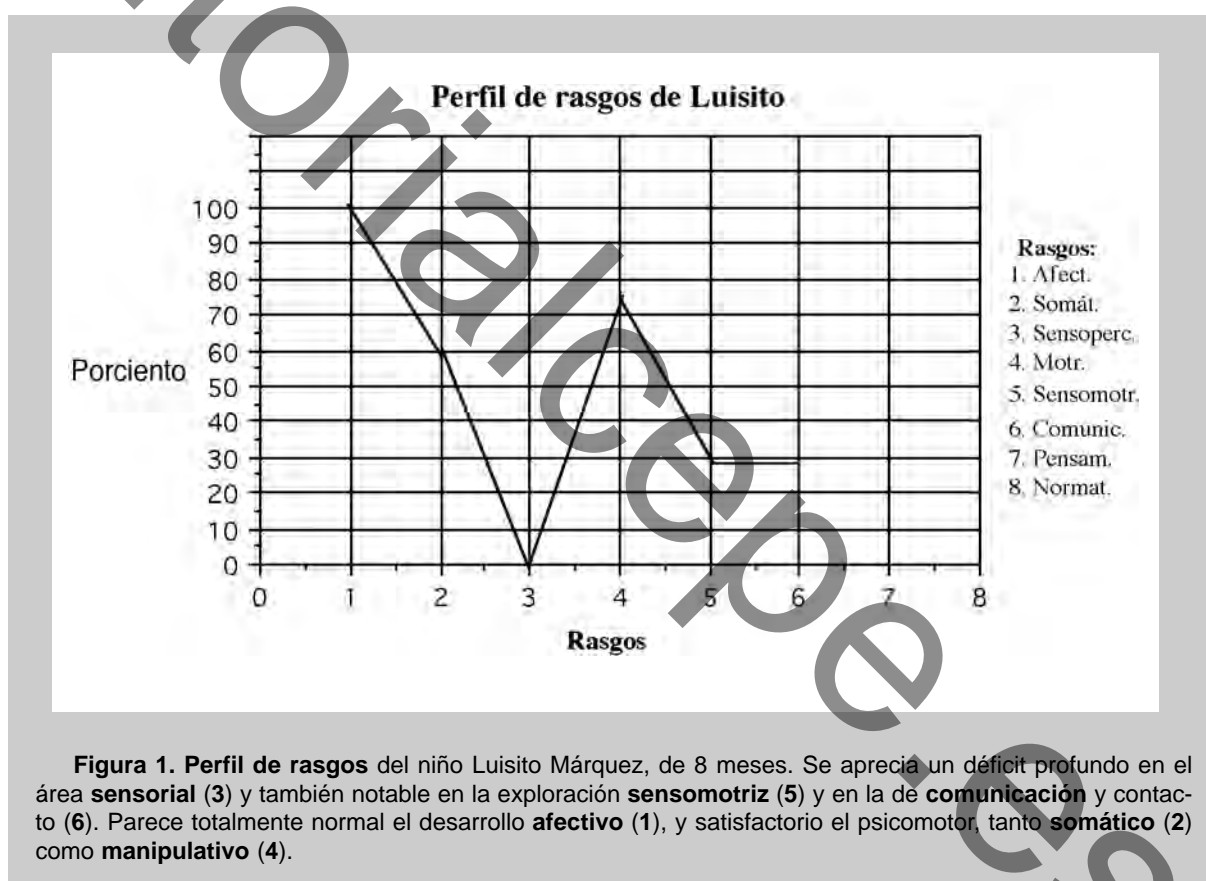 Perfil de rasgos de Luisito
100
90
80
70
60
50
40
30
20
10
0
Porciento
0 1 2 3 4 5 6 7 8
Rasgos
Rasgos:
1. Afect.
2. Somát.
3. Sensoperc.
4. Motr.
5. Sensomotr.
6. Comunic.
7. Pensam.
8. Normat.
Figura 1. Perfil de rasgos del niño Luisito Márquez, de 8 meses. Se aprecia un déficit profundo en el
área sensorial (3) y también notable en la exploración sensomotriz (5) y en la de comunicación y contac-
to (6). Parece totalmente normal el desarrollo afectivo (1), y satisfactorio el psicomotor, tanto somático (2)
como manipulativo (4).
torialcepe.e